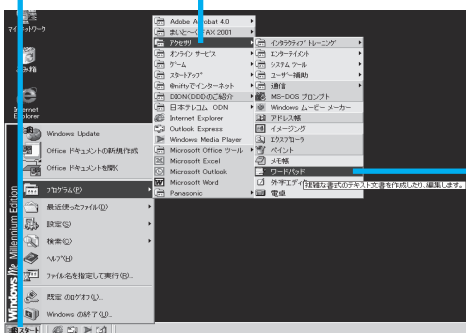 マイネットワーク
ごみ箱
Internet
Explorer
Windows Update
Office ドキュメントの新規作成
Office ドキュメントを開く
プログラム(P)
最近使ったファイル(D)
設定(S)
検索(C)
ヘルプ(H)
ファイル名を指定して実行(R)...
既定 のログオフ(L)...
Windows の終了(U)...
Windows Me Millennium Edition
スタート
Adobe Acrobat 4.0
まいと～く FAX 2001
アクセサリ
オンライン サービス
ゲーム
スタートアップ
@niftyでインターネット
DION(DDI)のご紹介
日本テレコム ODN
Internet Explorer
Outlook Express
Windows Media Player
Microsoft Office ツール
Microsoft Excel
Microsoft Outlook
Microsoft Word
Panasonic
インタラクティブ トレーニング
エンターテイメント
システム ツール
ユーザー補助
通信
MS-DOS プロンプト
Windows ムービー メーカー
アドレス帳
イメージング
エクスプローラ
ペイント
メモ帳
ワードパッド
外字エディ
電卓
複雑な書式のテキスト文書を作成したり、編集します。